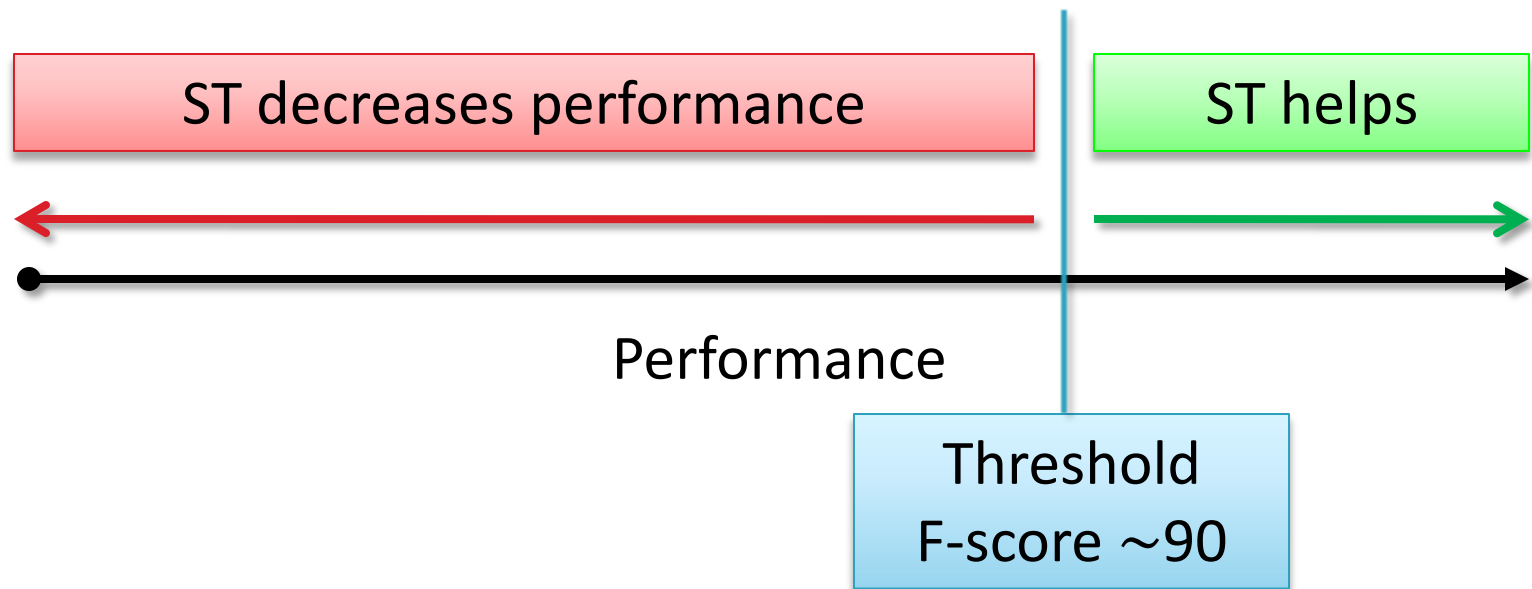 ST decreases performance
ST helps
Performance
Threshold
F-score ~90